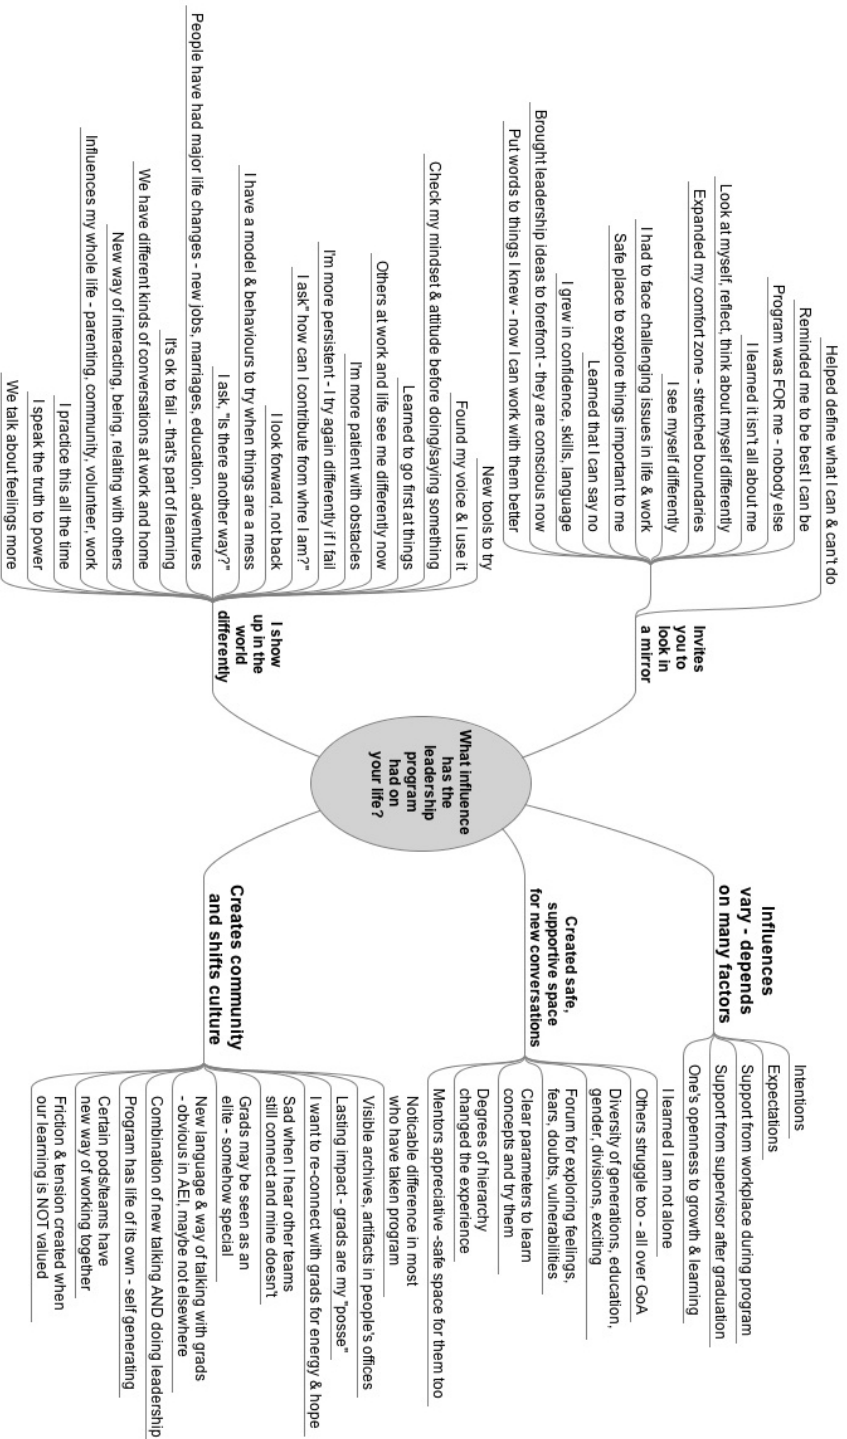 What influence
has the
leadership
program
had on
your life?
Invites
you to
look in
a mirror
Helped define what I can & can't do
Reminded me to be best I can be
Program was FOR me - nobody else
I learned it isn't all about me
Look at myself, reflect, think about myself differently
Expanded my comfort zone - stretched boundaries
I see myself differently
I had to face challenging issues in life & work
Safe place to explore things important to me
Learned that I can say no
I grew in confidence, skills, language
Brought leadership ideas to forefront - they are conscious now
Put words to things I knew - now I can work with them better
I show
up in the
world
differently
New tools to try
Found my voice & I use it
Check my mindset & attitude before doing/saying something
Learned to go first at things
Others at work and life see me differently now
I'm more patient with obstacles
I'm more persistent - I try again differently if I fail
I ask" how can I contribute from whre I am?"
I look forward, not back
I have a model & behaviours to try when things are a mess
I ask, "Is there another way?"
People have had major life changes - new jobs, marriages, education, adventures
It's ok to fail - that's part of learning
We have different kinds of conversations at work and home
New way of interacting, being, relating with others
Influences my whole life - parenting, community, volunteer, work
I practice this all the time
I speak the truth to power
We talk about feelings more
Influences
vary - depends
on many factors
Intentions
Expectations
Support from workplace during program
Support from supervisor after graduation
One's openness to growth & learning
Created safe,
supportive space
for new conversations
I learned I am not alone
Others struggle too - all over GoA
Diversity of generations, education,
gender, divisions, exciting
Forum for exploring feelings,
fears, doubts, vulnerabilities
Clear parameters to learn
concepts and try them
Degrees of hierarchy
changed the experience
Mentors appreciative -safe space for them too
Creates community
and shifts culture
Noticable difference in most
who have taken program
Visible archives, artifacts in people's offices
Lasting impact - grads are my "posse"
I want to re-connect with grads for energy & hope
Sad when I hear other teams
still connect and mine doesn't
Grads may be seen as an
elite - somehow special
New language & way of talking with grads
- obvious in AEI, maybe not elsewhere
Combination of new talking AND doing leadership
Program has life of its own - self generating
Certain pods/teams have
new way of working together
Friction & tension created when
our learning is NOT valued